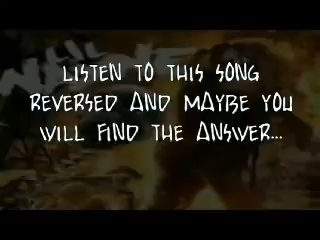 LISTEN TO THIS SONG
REVERSED AND MAYBE YOU
WILL FIND THE ANSWER...